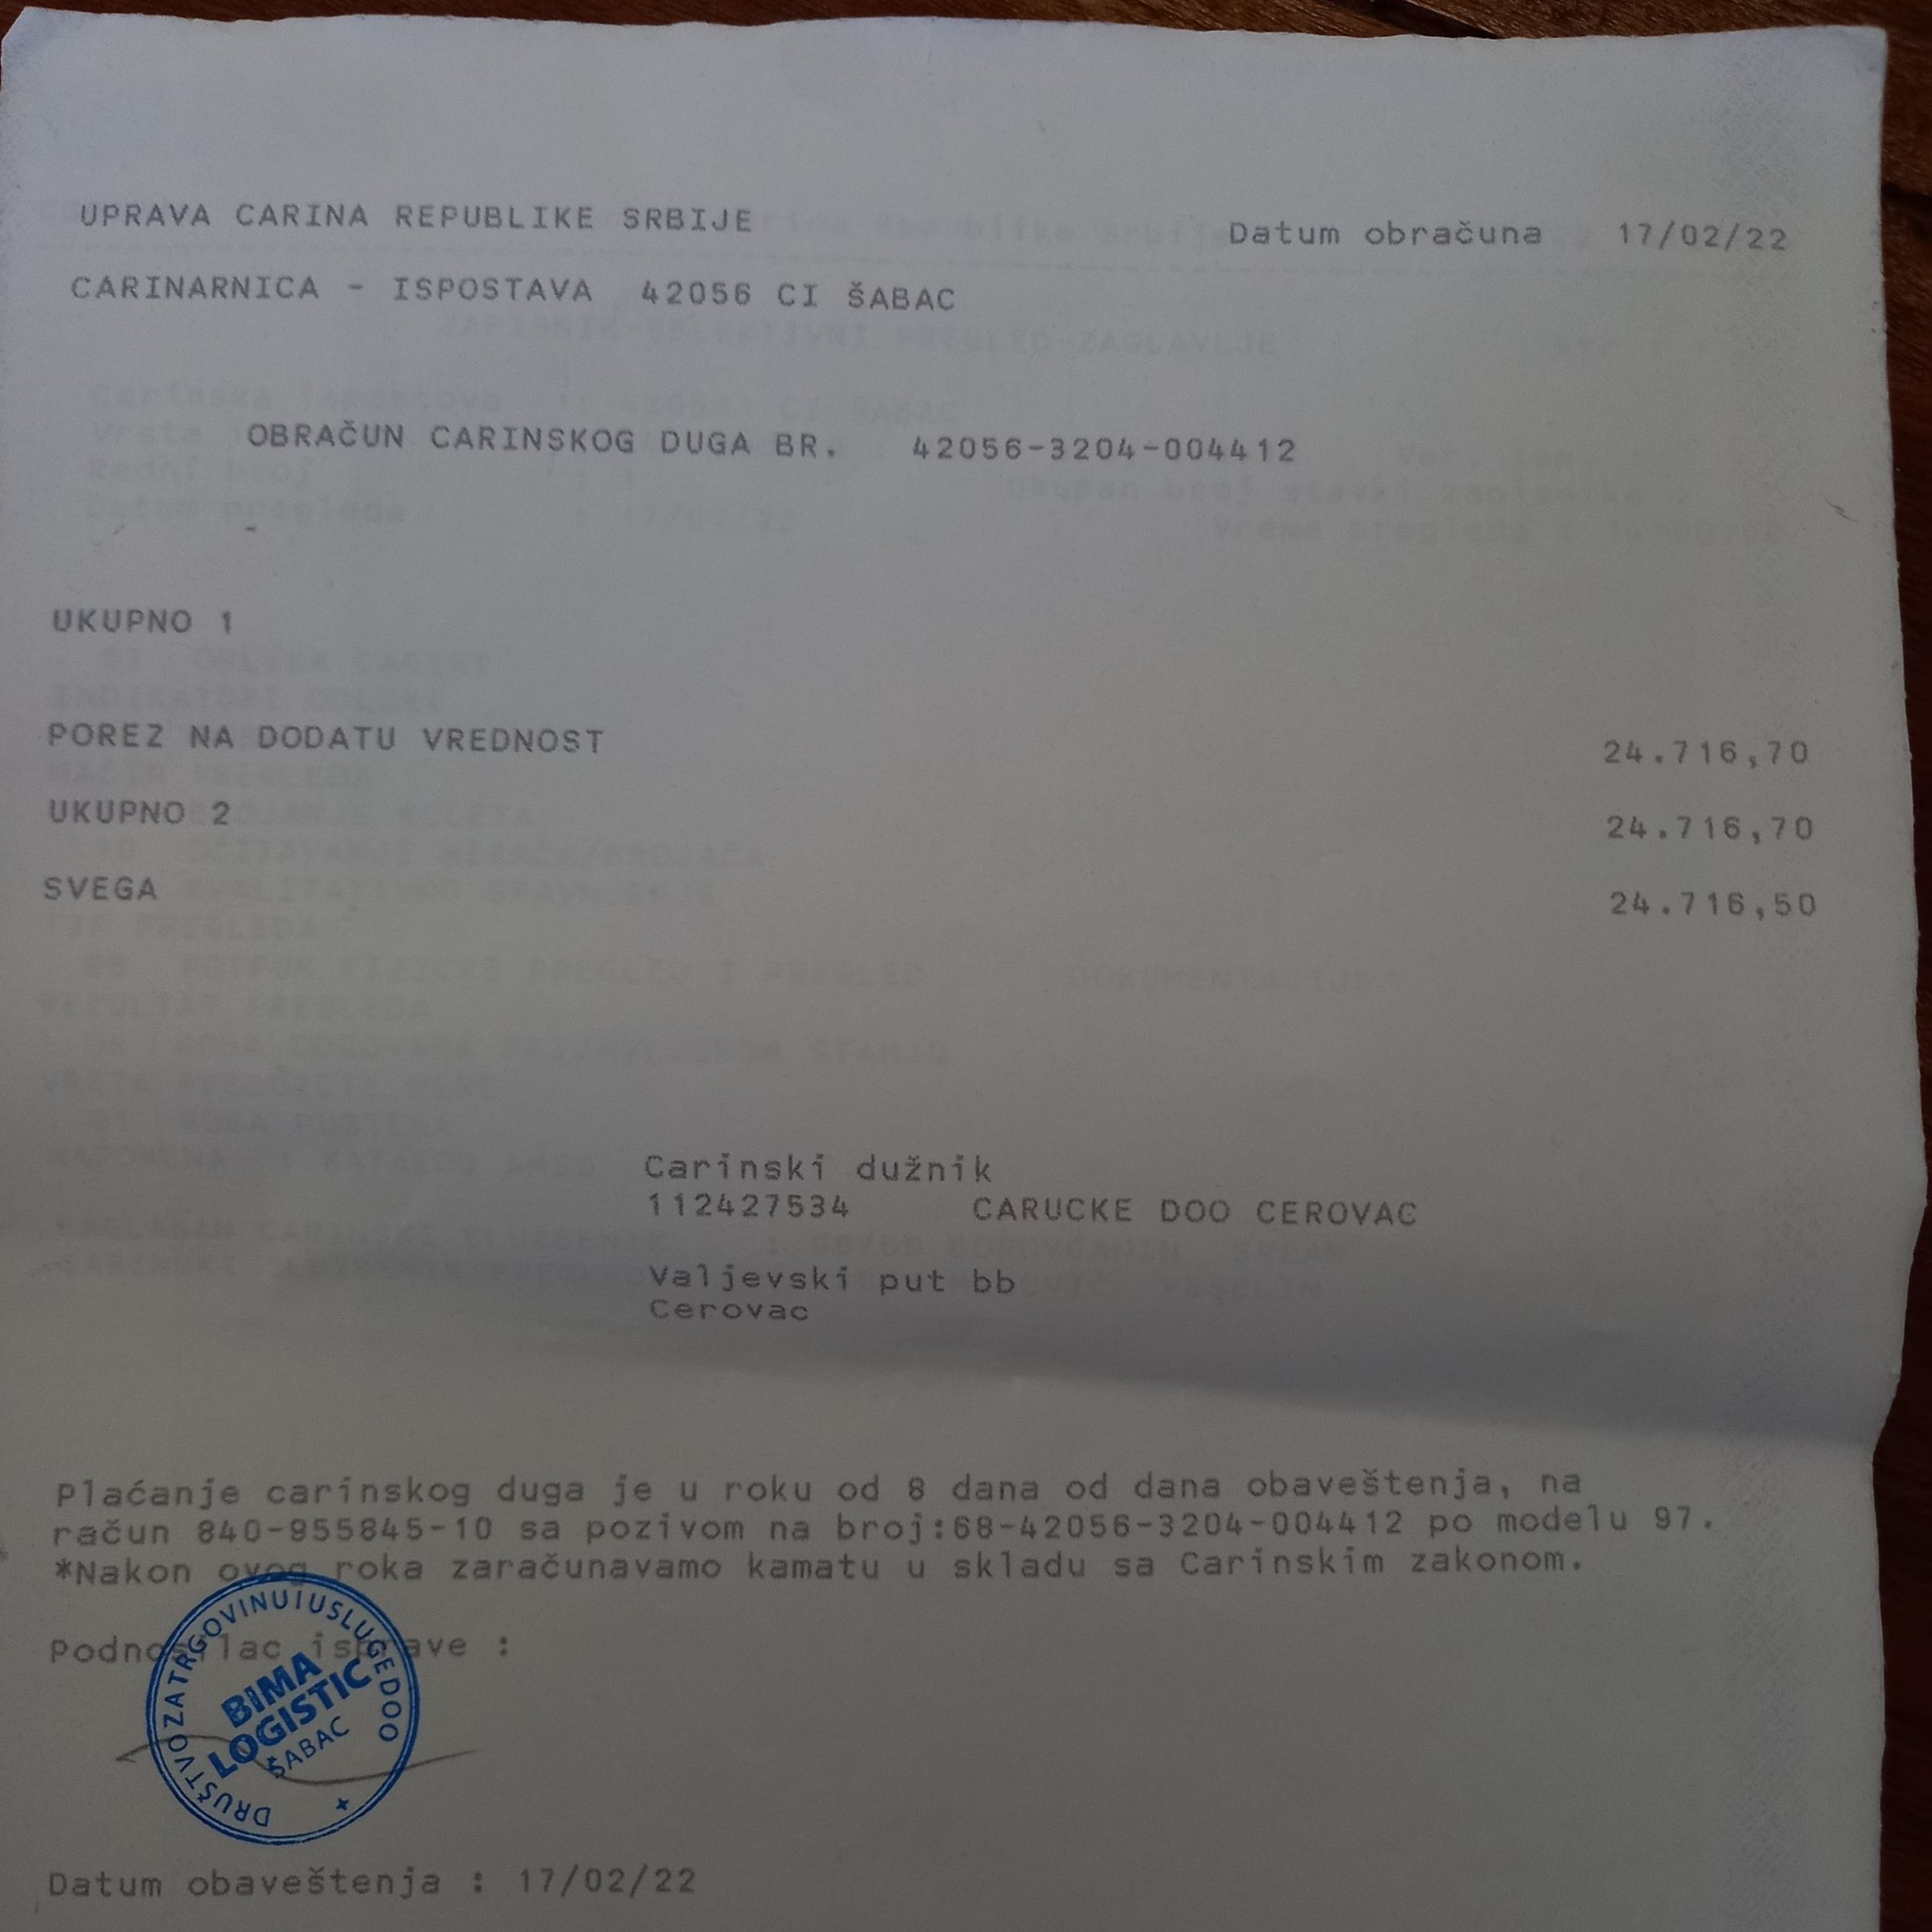 UPRAVA CARINA REPUBLIKE SRBIJE Datum obračuna 17/02/22
CARINARNICA - ISPOSTAVA 42056 CI ŠABAC
OBRAČUN CARINSKOG DUGA BR. 42056-3204-004412
UKUPNO 1
POREZ NA DODATU VREDNOST 24.716,70
UKUPNO 2 24.716,70
SVEGA 24.716,50
Carinski dužnik
112427534 CARUCKE DOO CEROVAC
Valjevski put bb
Cerovac
Plaćanje carinskog duga je u roku od 8 dana od dana obaveštenja, na
račun 840-955845-10 sa pozivom na broj:68-42056-3204-004412 po modelu 97.
*Nakon ovog roka zaračunavamo kamatu u skladu sa Carinskim zakonom.
Podnosilac isprave :
DRUŠTVO ZA TRGOVINU I USLUGE DOO
BIMA
LOGISTIC
ŠABAC
Datum obaveštenja : 17/02/22